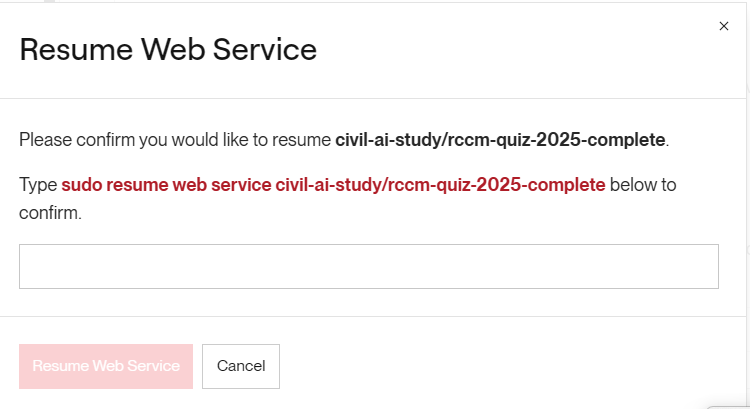 Resume Web Service
Please confirm you would like to resume civil-ai-study/rccm-quiz-2025-complete.
Type sudo resume web service civil-ai-study/rccm-quiz-2025-complete below to
confirm.
Resume Web Service
Cancel